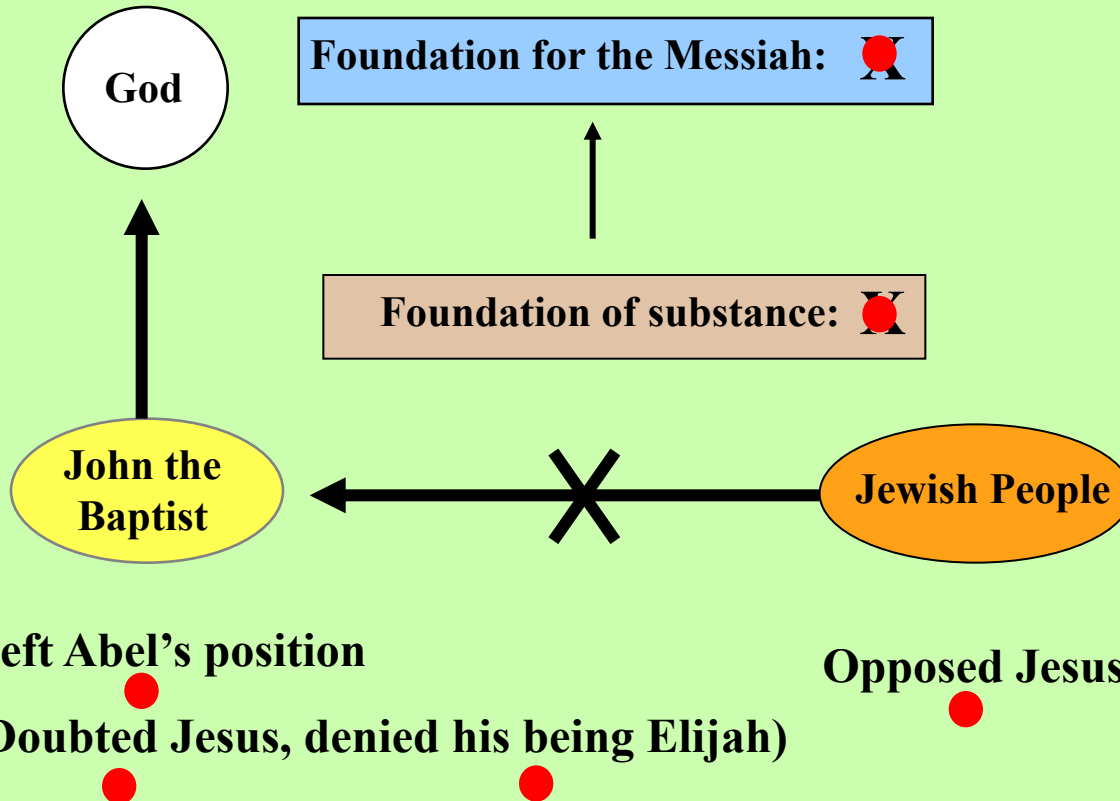 God
Foundation for the Messiah: X
Foundation of substance: X
John the
Baptist
Jewish People
eft Abel’s position
Opposed Jesus
Doubted Jesus, denied his being Elijah)